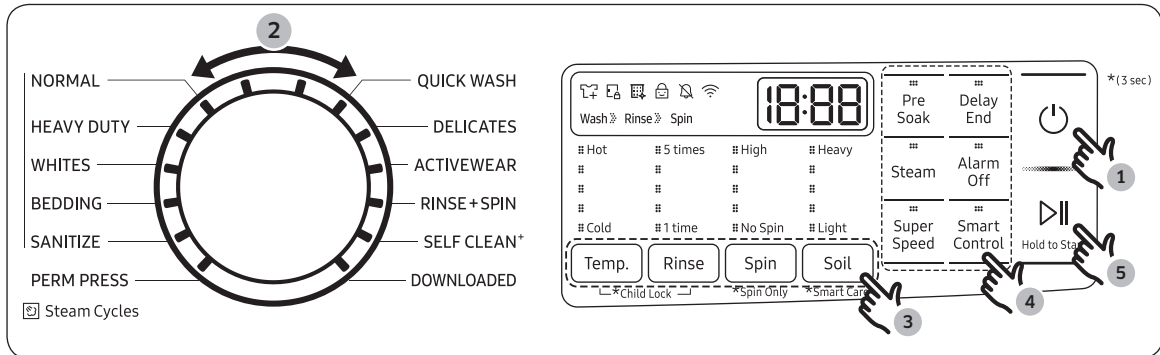 2
NORMAL
HEAVY DUTY
WHITES
BEDDING
SANITIZE
PERM PRESS
Steam Cycles
QUICK WASH
DELICATES
ACTIVEWEAR
RINSE+SPIN
SELF CLEAN+
DOWNLOADED
Wash Rinse Spin
18:88
Hot 5 times High Heavy
Cold 1 time No Spin Light
Temp. Rinse Spin Soil
*Child Lock *Spin Only *Smart Care
3
Pre
Soak
Delay
End
Steam
Alarm
Off
Super
Speed
Smart
Control
4
*(3 sec)
1
Hold to Start
5